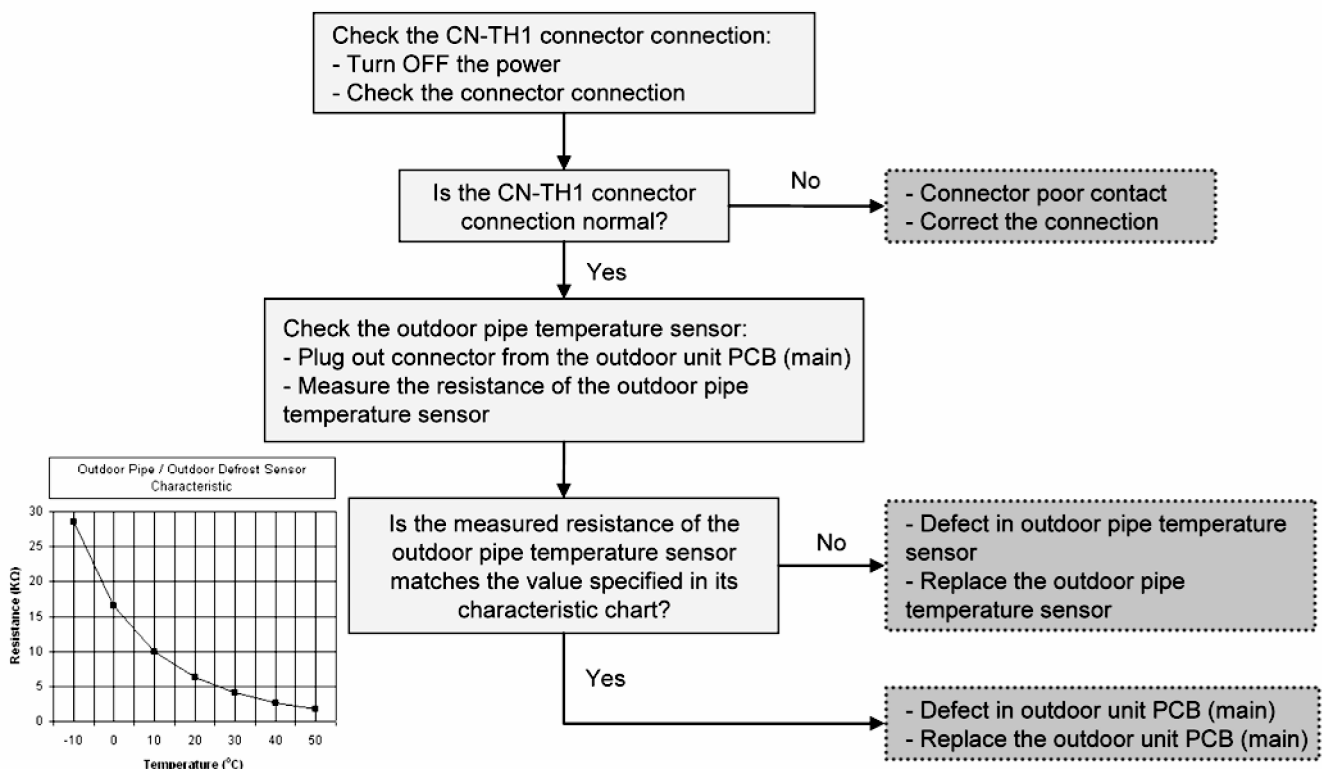 Check the CN-TH1 connector connection:
- Turn OFF the power
- Check the connector connection
Is the CN-TH1 connector
connection normal?
No
- Connector poor contact
- Correct the connection
Yes
Check the outdoor pipe temperature sensor:
- Plug out connector from the outdoor unit PCB (main)
- Measure the resistance of the outdoor pipe
temperature sensor
Outdoor Pipe / Outdoor Defrost Sensor
Characteristic
Resistance (KΩ)
30
25
20
15
10
5
0
-10 0 10 20 30 40 50
Temperature (°C)
Is the measured resistance of the
outdoor pipe temperature sensor
matches the value specified in its
characteristic chart?
No
- Defect in outdoor pipe temperature
sensor
- Replace the outdoor pipe
temperature sensor
Yes
- Defect in outdoor unit PCB (main)
- Replace the outdoor unit PCB (main)